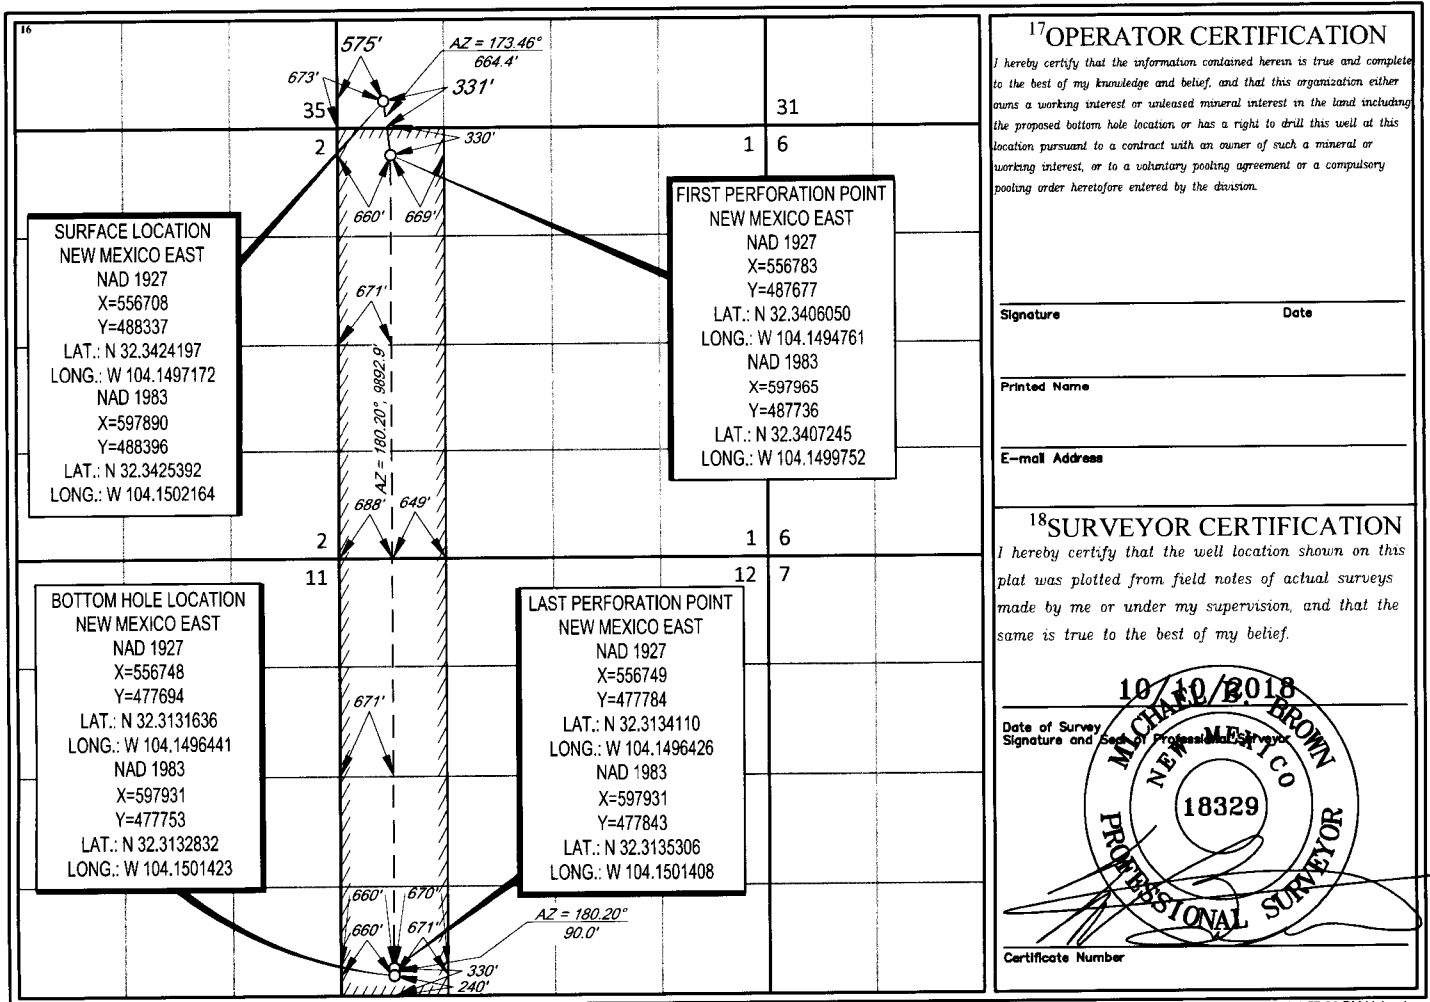 16
575'
AZ = 173.46°
664.4'
673'
331'
35
31
330'
2
1
6
660'
669'
SURFACE LOCATION
NEW MEXICO EAST
NAD 1927
X=556708
Y=488337
LAT.: N 32.3424197
LONG.: W 104.1497172
NAD 1983
X=597890
Y=488396
LAT.: N 32.3425392
LONG.: W 104.1502164
FIRST PERFORATION POINT
NEW MEXICO EAST
NAD 1927
X=556783
Y=487677
LAT.: N 32.3406050
LONG.: W 104.1494761
NAD 1983
X=597965
Y=487736
LAT.: N 32.3407245
LONG.: W 104.1499752
671'
AZ = 180.20°, 9892.9'
688'
649'
2
1
6
11
12
7
BOTTOM HOLE LOCATION
NEW MEXICO EAST
NAD 1927
X=556748
Y=477694
LAT.: N 32.3131636
LONG.: W 104.1496441
NAD 1983
X=597931
Y=477753
LAT.: N 32.3132832
LONG.: W 104.1501423
LAST PERFORATION POINT
NEW MEXICO EAST
NAD 1927
X=556749
Y=477784
LAT.: N 32.3134110
LONG.: W 104.1496426
NAD 1983
X=597931
Y=477843
LAT.: N 32.3135306
LONG.: W 104.1501408
671'
660'
670'
660'
671'
AZ = 180.20°
90.0'
330'
240'
17 OPERATOR CERTIFICATION
I hereby certify that the information contained herein is true and complete
to the best of my knowledge and belief, and that this organization either
owns a working interest or unleased mineral interest in the land including
the proposed bottom hole location or has a right to drill this well at this
location pursuant to a contract with an owner of such a mineral or
working interest, or to a voluntary pooling agreement or a compulsory
pooling order heretofore entered by the division.
Signature Date
Printed Name
E-mail Address
18 SURVEYOR CERTIFICATION
I hereby certify that the well location shown on this
plat was plotted from field notes of actual surveys
made by me or under my supervision, and that the
same is true to the best of my belief.
10/10/2018
Date of Survey
Signature and Seal of Professional Surveyor
MICHAEL B. BROWN
NEW MEXICO
18329
PROFESSIONAL SURVEYOR
Certificate Number